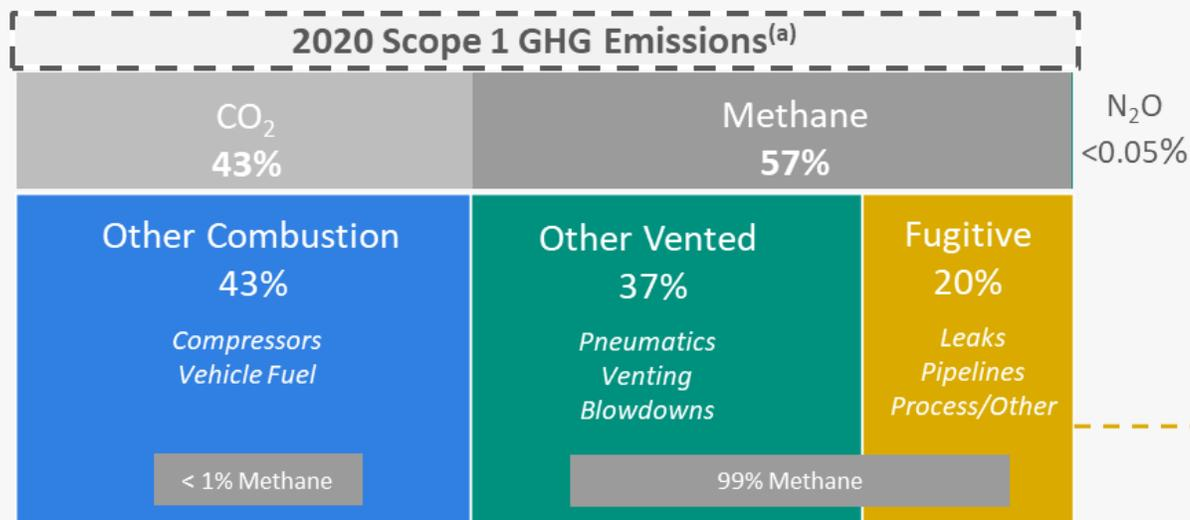 2020 Scope 1 GHG Emissions(a)
CO₂
43%
Methane
57%
N₂O
<0.05%
Other Combustion
43%
Compressors
Vehicle Fuel
< 1% Methane
Other Vented
37%
Pneumatics
Venting
Blowdowns
Fugitive
20%
Leaks
Pipelines
Process/Other
99% Methane